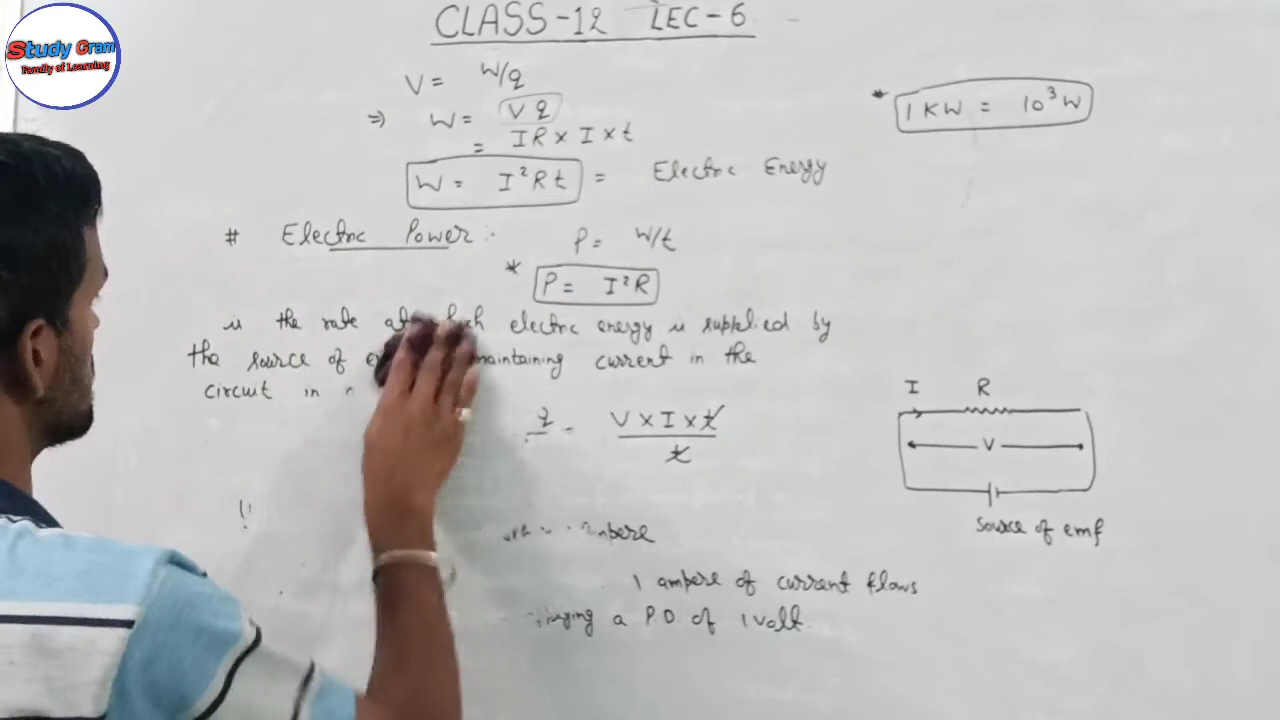 Study Gram
Family of Learning
CLASS-12 LEC-6
V = W/q
⇒ W = V q
= IR × I × t
W = I²Rt = Electric Energy
* 1 KW = 10³ W
# Electric Power :-
P = W/t
* P = I²R
is the rate electric energy is supplied by
the source of maintaining current in the
circuit in
q = V × I × t / t
I R
V
Source of emf
ampere
1 ampere of current flows
a P.D. of 1 volt.